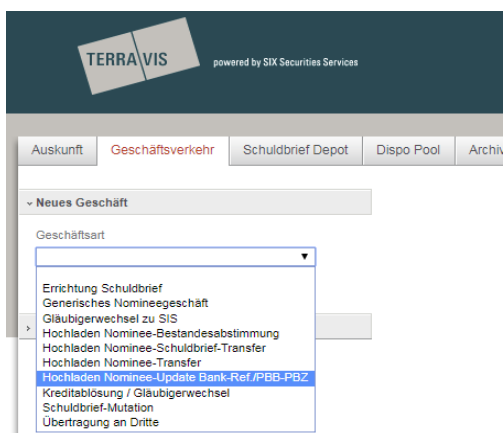 TERRAVIS
powered by SIX Securities Services
Auskunft Geschäftsverkehr Schuldbrief Depot Dispo Pool Archiv
Neues Geschäft
Geschäftsart
Errichtung Schuldbrief
Generisches Nomineegeschäft
Gläubigerwechsel zu SIS
Hochladen Nominee-Bestandesabstimmung
Hochladen Nominee-Schuldbrief-Transfer
Hochladen Nominee-Transfer
Hochladen Nominee-Update Bank-Ref./PBB-PBZ
Kreditablösung / Gläubigerwechsel
Schuldbrief-Mutation
Übertragung an Dritte